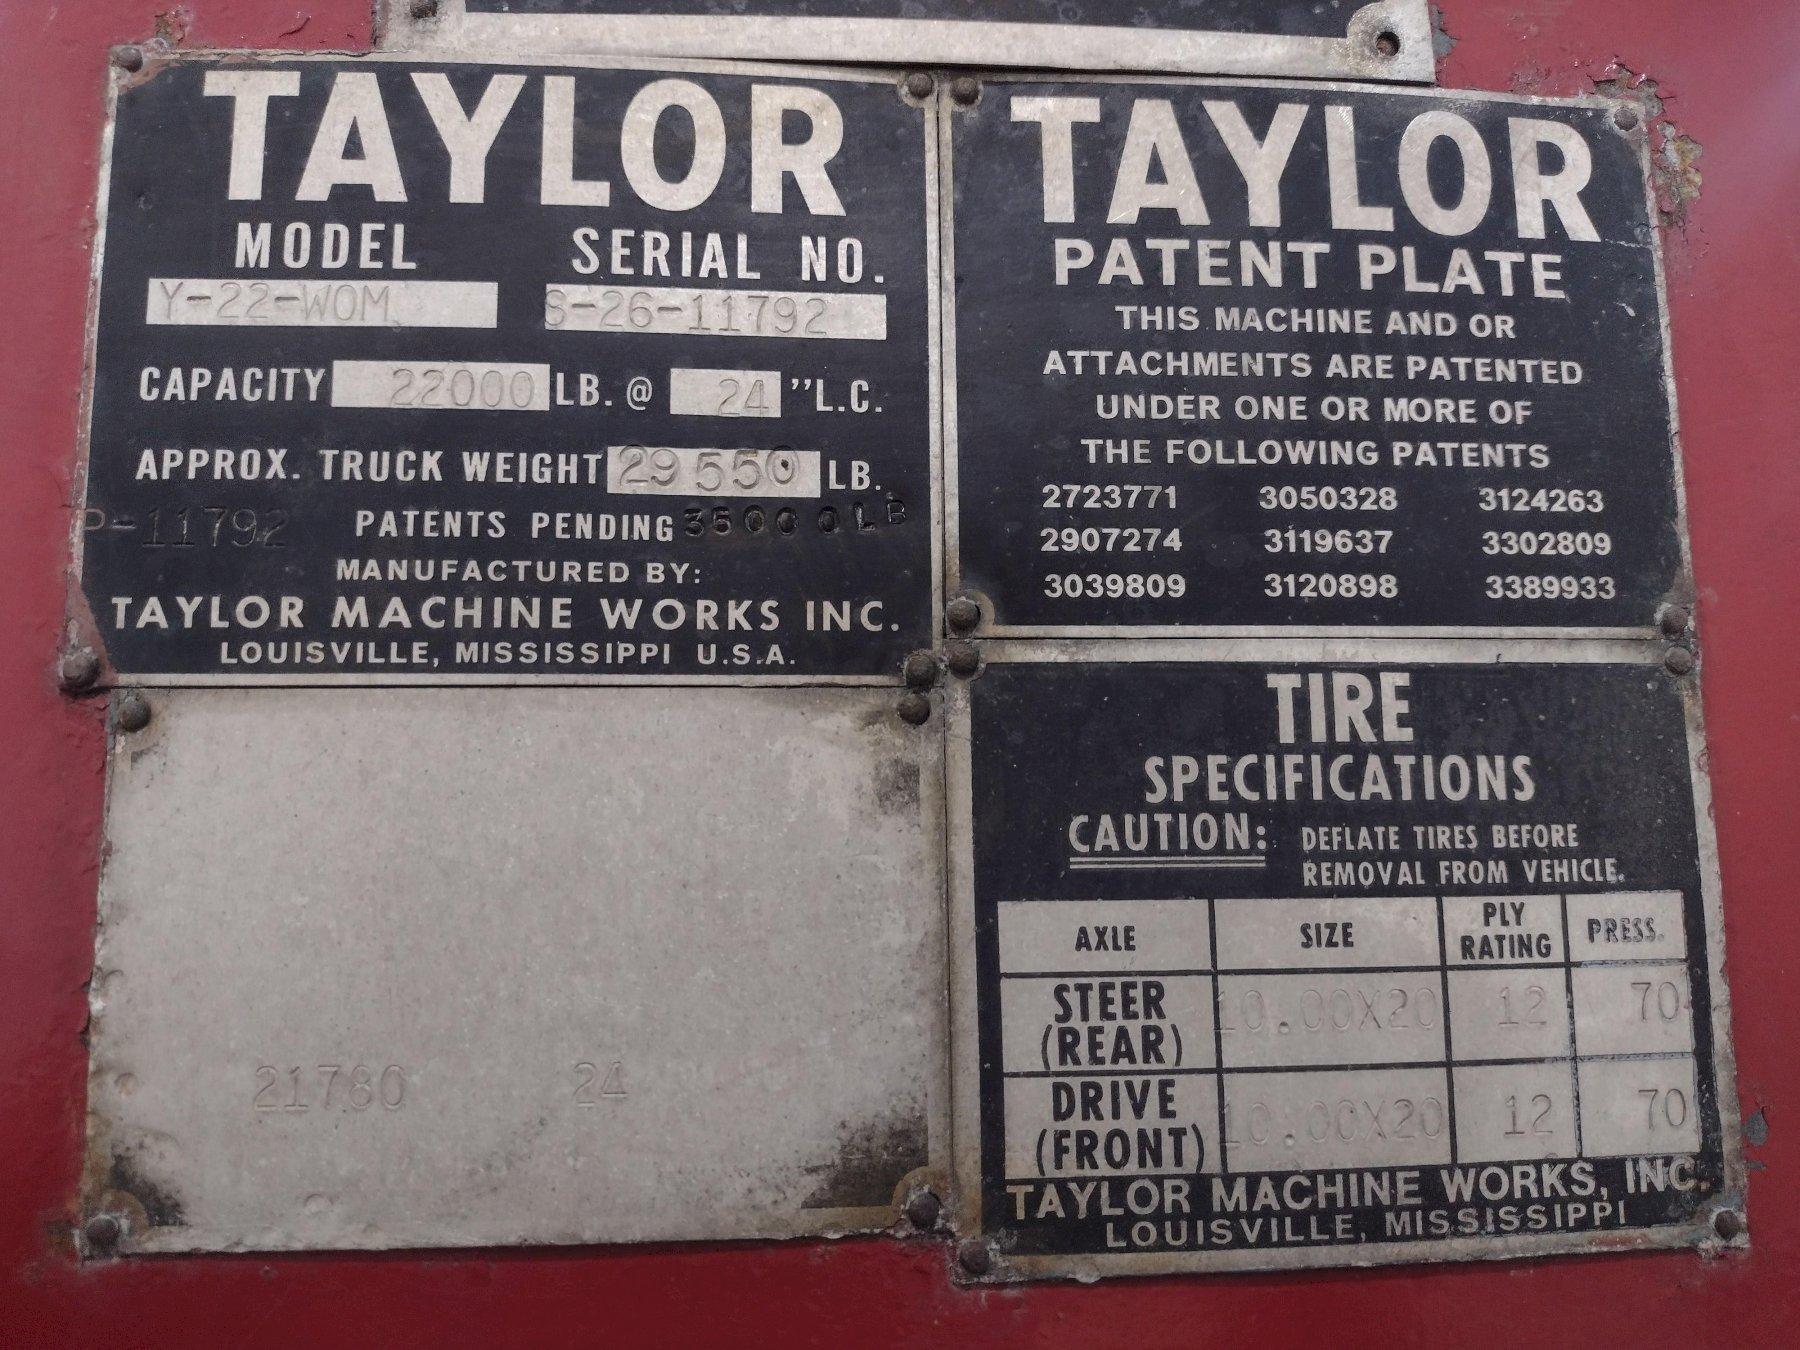 TAYLOR
MODEL SERIAL NO.
Y-22-WOM S-26-11792
CAPACITY 22000 LB. @ 24 "L.C.
APPROX. TRUCK WEIGHT 29550 LB.
P-11792 PATENTS PENDING 36000LB
MANUFACTURED BY:
TAYLOR MACHINE WORKS INC.
LOUISVILLE, MISSISSIPPI U.S.A.
TAYLOR
PATENT PLATE
THIS MACHINE AND OR
ATTACHMENTS ARE PATENTED
UNDER ONE OR MORE OF
THE FOLLOWING PATENTS
2723771 3050328 3124263
2907274 3119637 3302809
3039809 3120898 3389933
21780 24
TIRE
SPECIFICATIONS
CAUTION: DEFLATE TIRES BEFORE
REMOVAL FROM VEHICLE.
AXLE SIZE PLY RATING PRESS.
STEER (REAR) 10.00X20 12 70
DRIVE (FRONT) 10.00X20 12 70
TAYLOR MACHINE WORKS, INC.
LOUISVILLE, MISSISSIPPI